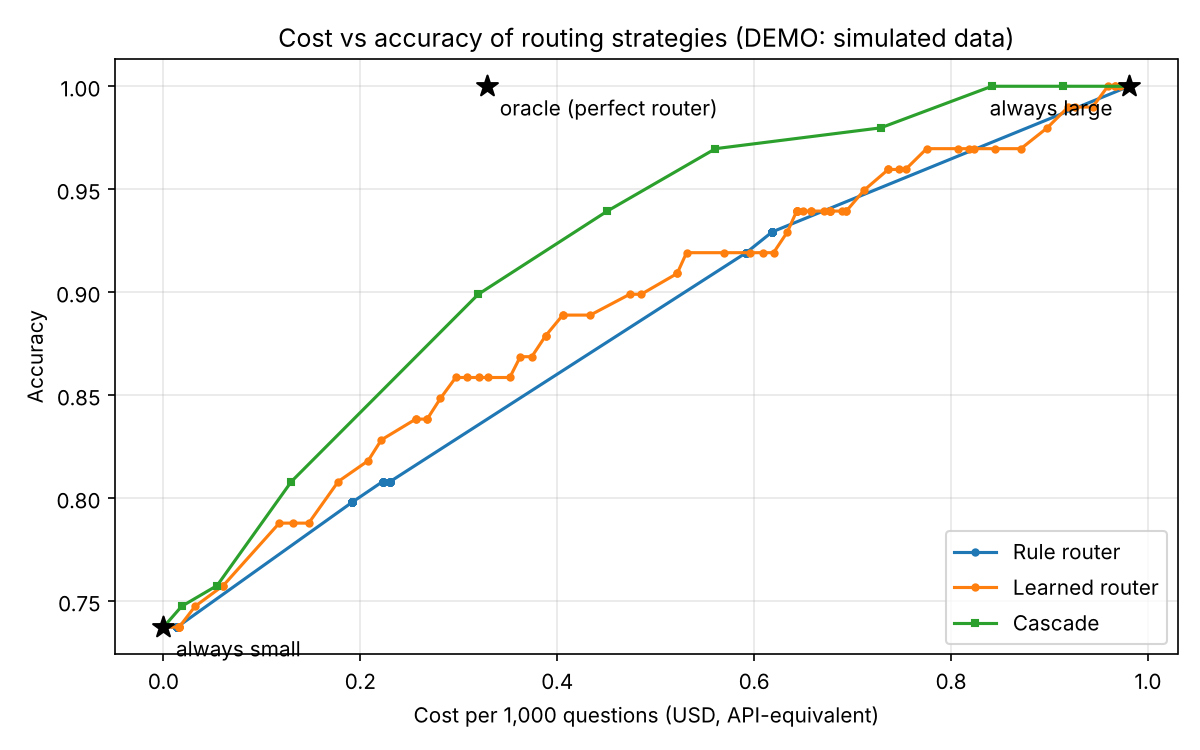 Cost vs accuracy of routing strategies (DEMO: simulated data)
Accuracy
1.00
0.95
0.90
0.85
0.80
0.75
oracle (perfect router)
always large
always small
Rule router
Learned router
Cascade
0.0 0.2 0.4 0.6 0.8 1.0
Cost per 1,000 questions (USD, API-equivalent)